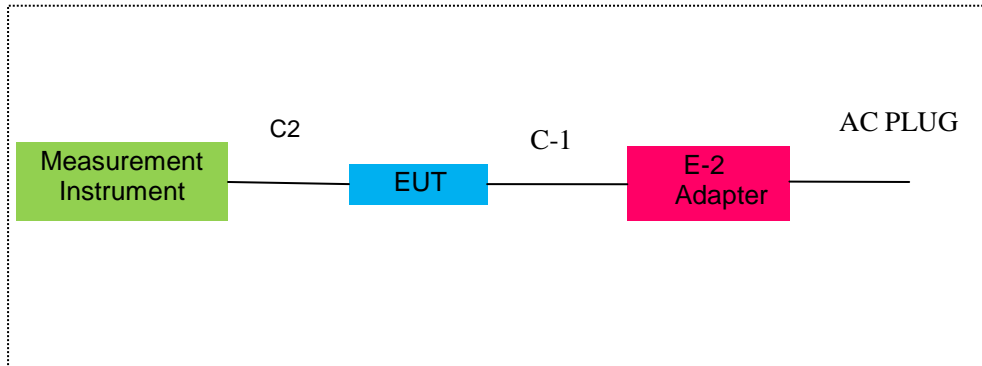 AC PLUG
C2
C-1
Measurement
Instrument
EUT
E-2
Adapter